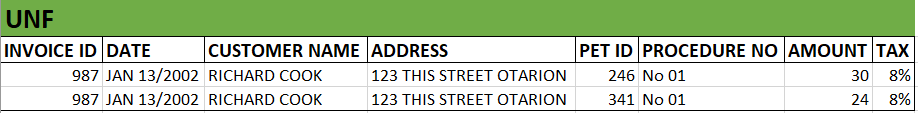 UNF
INVOICE ID DATE CUSTOMER NAME ADDRESS PET ID PROCEDURE NO AMOUNT TAX
987 JAN 13/2002 RICHARD COOK 123 THIS STREET OTARION 246 No 01 30 8%
987 JAN 13/2002 RICHARD COOK 123 THIS STREET OTARION 341 No 01 24 8%